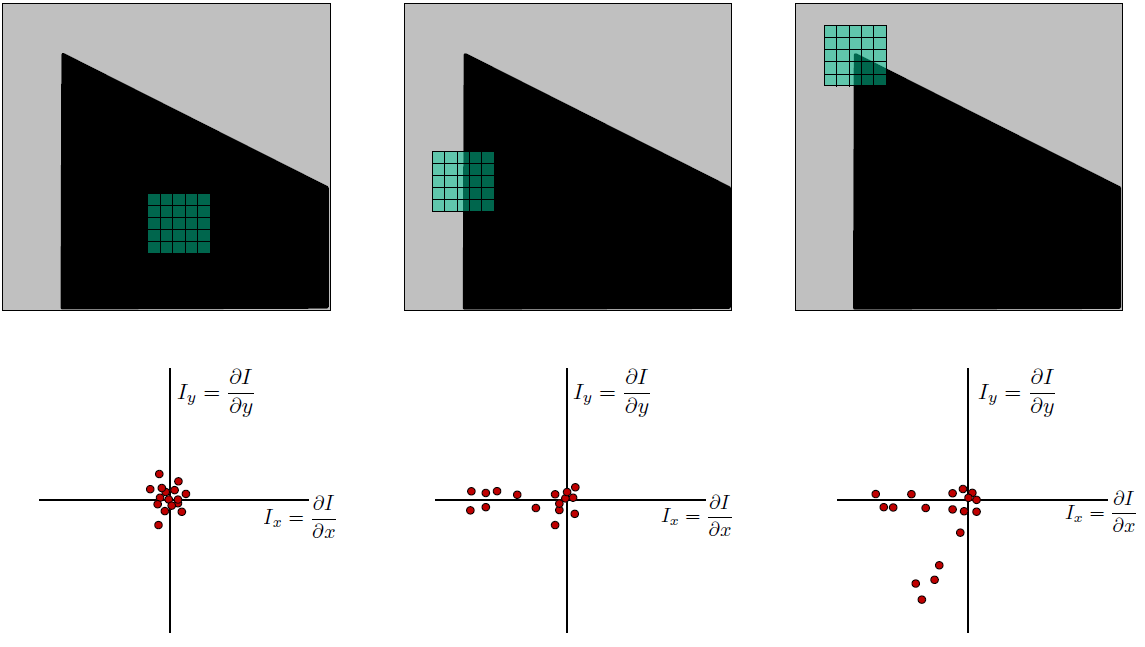 I_y = ∂I/∂y
I_x = ∂I/∂x
I_y = ∂I/∂y
I_x = ∂I/∂x
I_y = ∂I/∂y
I_x = ∂I/∂x